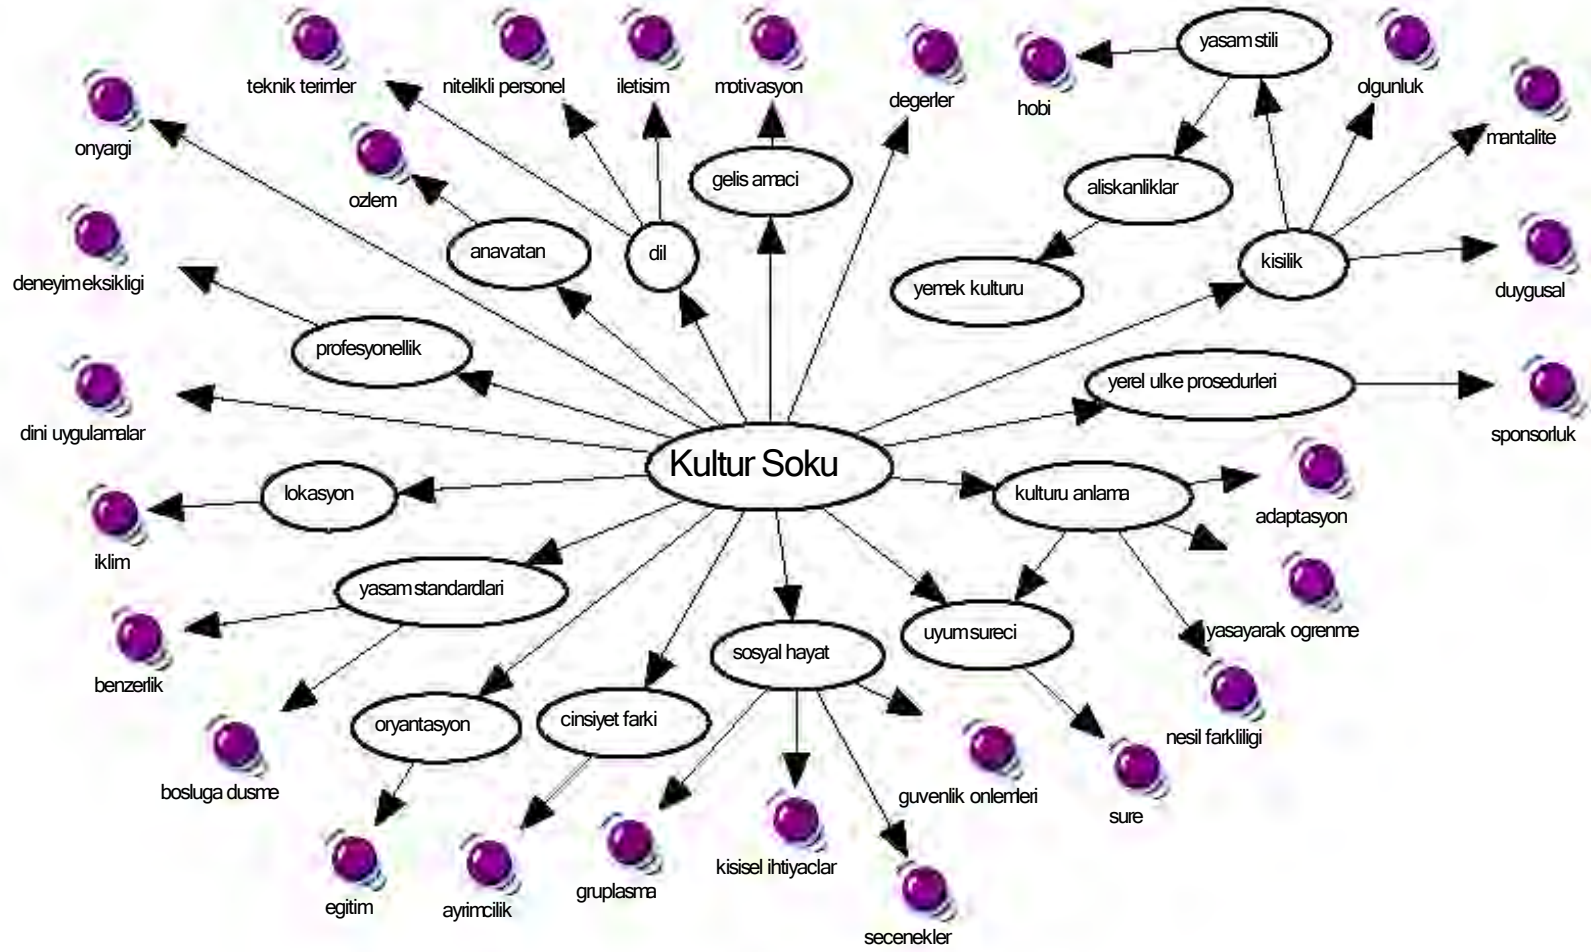 teknik terimler
nitelikli personel
iletisim
motivasyon
degerler
hobi
yasam stili
olgunluk
mantalite
onyargi
ozlem
gelis amaci
aliskanliklar
anavatan
dil
yemek kulturu
kisilik
duygusal
deneyim eksikligi
profesyonellik
yerel ulke prosedurleri
dini uygulamalar
sponsorluk
Kultur Soku
lokasyon
kulturu anlama
adaptasyon
iklim
yasam standardlari
benzerlik
uyum sureci
yasayarak ogrenme
sosyal hayat
oryantasyon
cinsiyet farki
nesil farkliligi
bosluga dusme
guvenlik onlemleri
sure
kisisel ihtiyaclar
gruplasma
egitim
ayrimcilik
secenekler